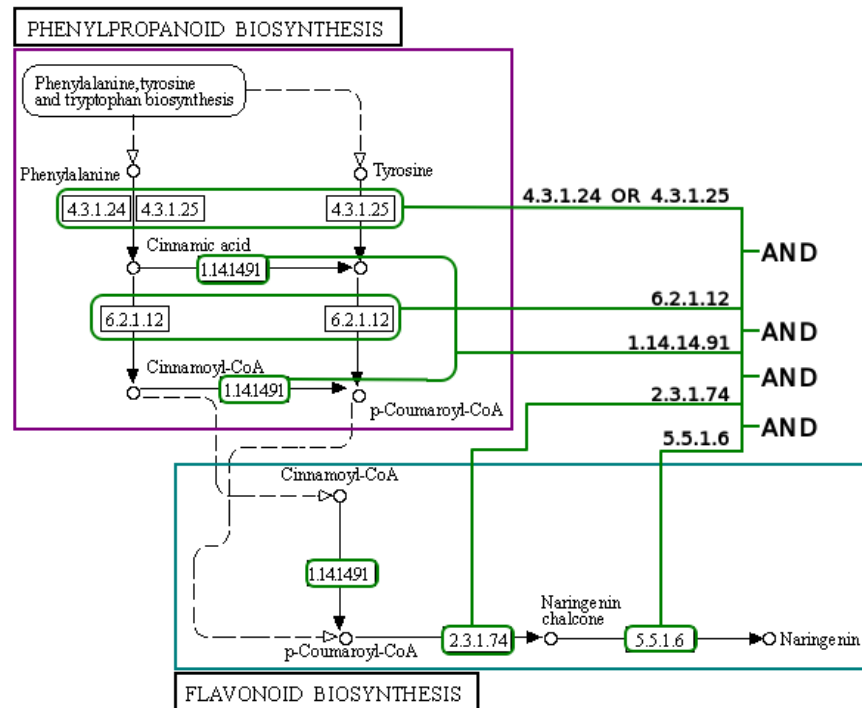 PHENYLPROPANOID BIOSYNTHESIS
Phenylalanine, tyrosine
and tryptophan biosynthesis
Phenylalanine
Tyrosine
4.3.1.24
4.3.1.25
4.3.1.25
4.3.1.24 OR 4.3.1.25
AND
Cinnamic acid
1.14.14.91
6.2.1.12
6.2.1.12
6.2.1.12
AND
1.14.14.91
Cinnamoyl-CoA
1.14.14.91
AND
2.3.1.74
p-Coumaroyl-CoA
AND
5.5.1.6
Cinnamoyl-CoA
1.14.14.91
Naringenin
chalcone
p-Coumaroyl-CoA
2.3.1.74
5.5.1.6
Naringenin
FLAVONOID BIOSYNTHESIS